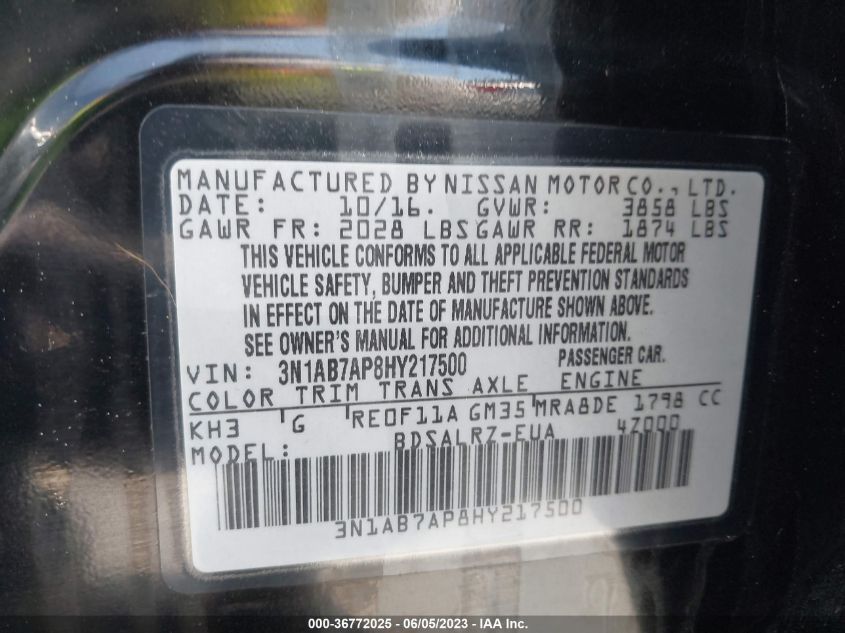 MANUFACTURED BY NISSAN MOTOR CO., LTD.
DATE: 10/16. GVWR: 3858 LBS
GAWR FR: 2028 LBS GAWR RR: 1874 LBS
THIS VEHICLE CONFORMS TO ALL APPLICABLE FEDERAL MOTOR
VEHICLE SAFETY, BUMPER AND THEFT PREVENTION STANDARDS
IN EFFECT ON THE DATE OF MANUFACTURE SHOWN ABOVE.
SEE OWNER'S MANUAL FOR ADDITIONAL INFORMATION.
VIN: 3N1AB7AP8HY217500 PASSENGER CAR.
COLOR TRIM TRANS AXLE ENGINE
KH3 G RE0F11A GM35 MRA8DE 1798 CC
MODEL: BDSALRZ-EUA 4Z000
3N1AB7AP8HY217500
000-36772025 - 06/05/2023 - IAAI Inc.